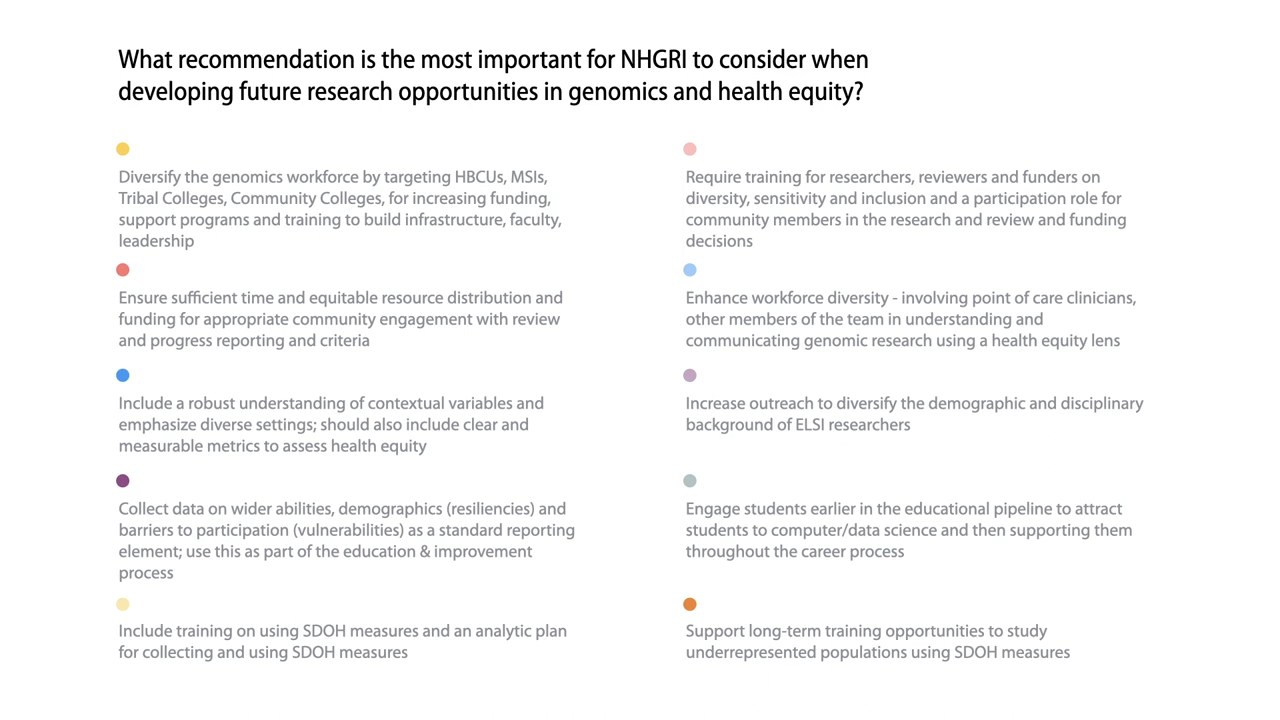 What recommendation is the most important for NHGRI to consider when
developing future research opportunities in genomics and health equity?
Diversify the genomics workforce by targeting HBCUs, MSIs,
Tribal Colleges, Community Colleges, for increasing funding,
support programs and training to build infrastructure, faculty,
leadership
Ensure sufficient time and equitable resource distribution and
funding for appropriate community engagement with review
and progress reporting and criteria
Include a robust understanding of contextual variables and
emphasize diverse settings; should also include clear and
measurable metrics to assess health equity
Collect data on wider abilities, demographics (resiliencies) and
barriers to participation (vulnerabilities) as a standard reporting
element; use this as part of the education & improvement
process
Include training on using SDOH measures and an analytic plan
for collecting and using SDOH measures
Require training for researchers, reviewers and funders on
diversity, sensitivity and inclusion and a participation role for
community members in the research and review and funding
decisions
Enhance workforce diversity - involving point of care clinicians,
other members of the team in understanding and
communicating genomic research using a health equity lens
Increase outreach to diversify the demographic and disciplinary
background of ELSI researchers
Engage students earlier in the educational pipeline to attract
students to computer/data science and then supporting them
throughout the career process
Support long-term training opportunities to study
underrepresented populations using SDOH measures